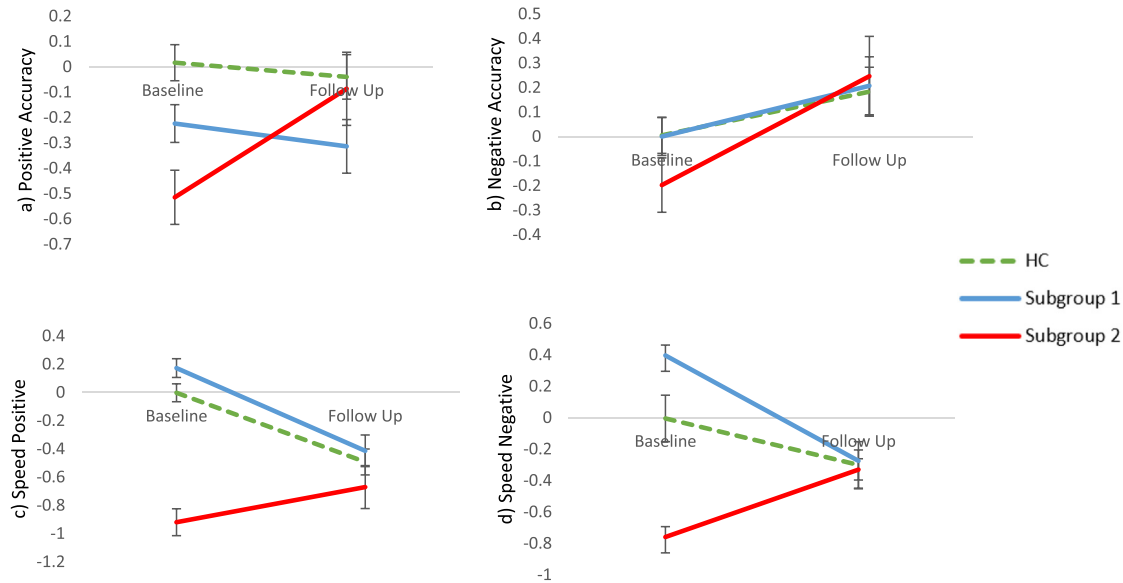 a) Positive Accuracy
0.2
0.1
0
-0.1
-0.2
-0.3
-0.4
-0.5
-0.6
-0.7
Baseline
Follow Up
b) Negative Accuracy
0.5
0.4
0.3
0.2
0.1
0
-0.1
-0.2
-0.3
-0.4
Baseline
Follow Up
HC
Subgroup 1
Subgroup 2
c) Speed Positive
0.4
0.2
0
-0.2
-0.4
-0.6
-0.8
-1
-1.2
Baseline
Follow Up
d) Speed Negative
0.6
0.4
0.2
0
-0.2
-0.4
-0.6
-0.8
-1
Baseline
Follow Up